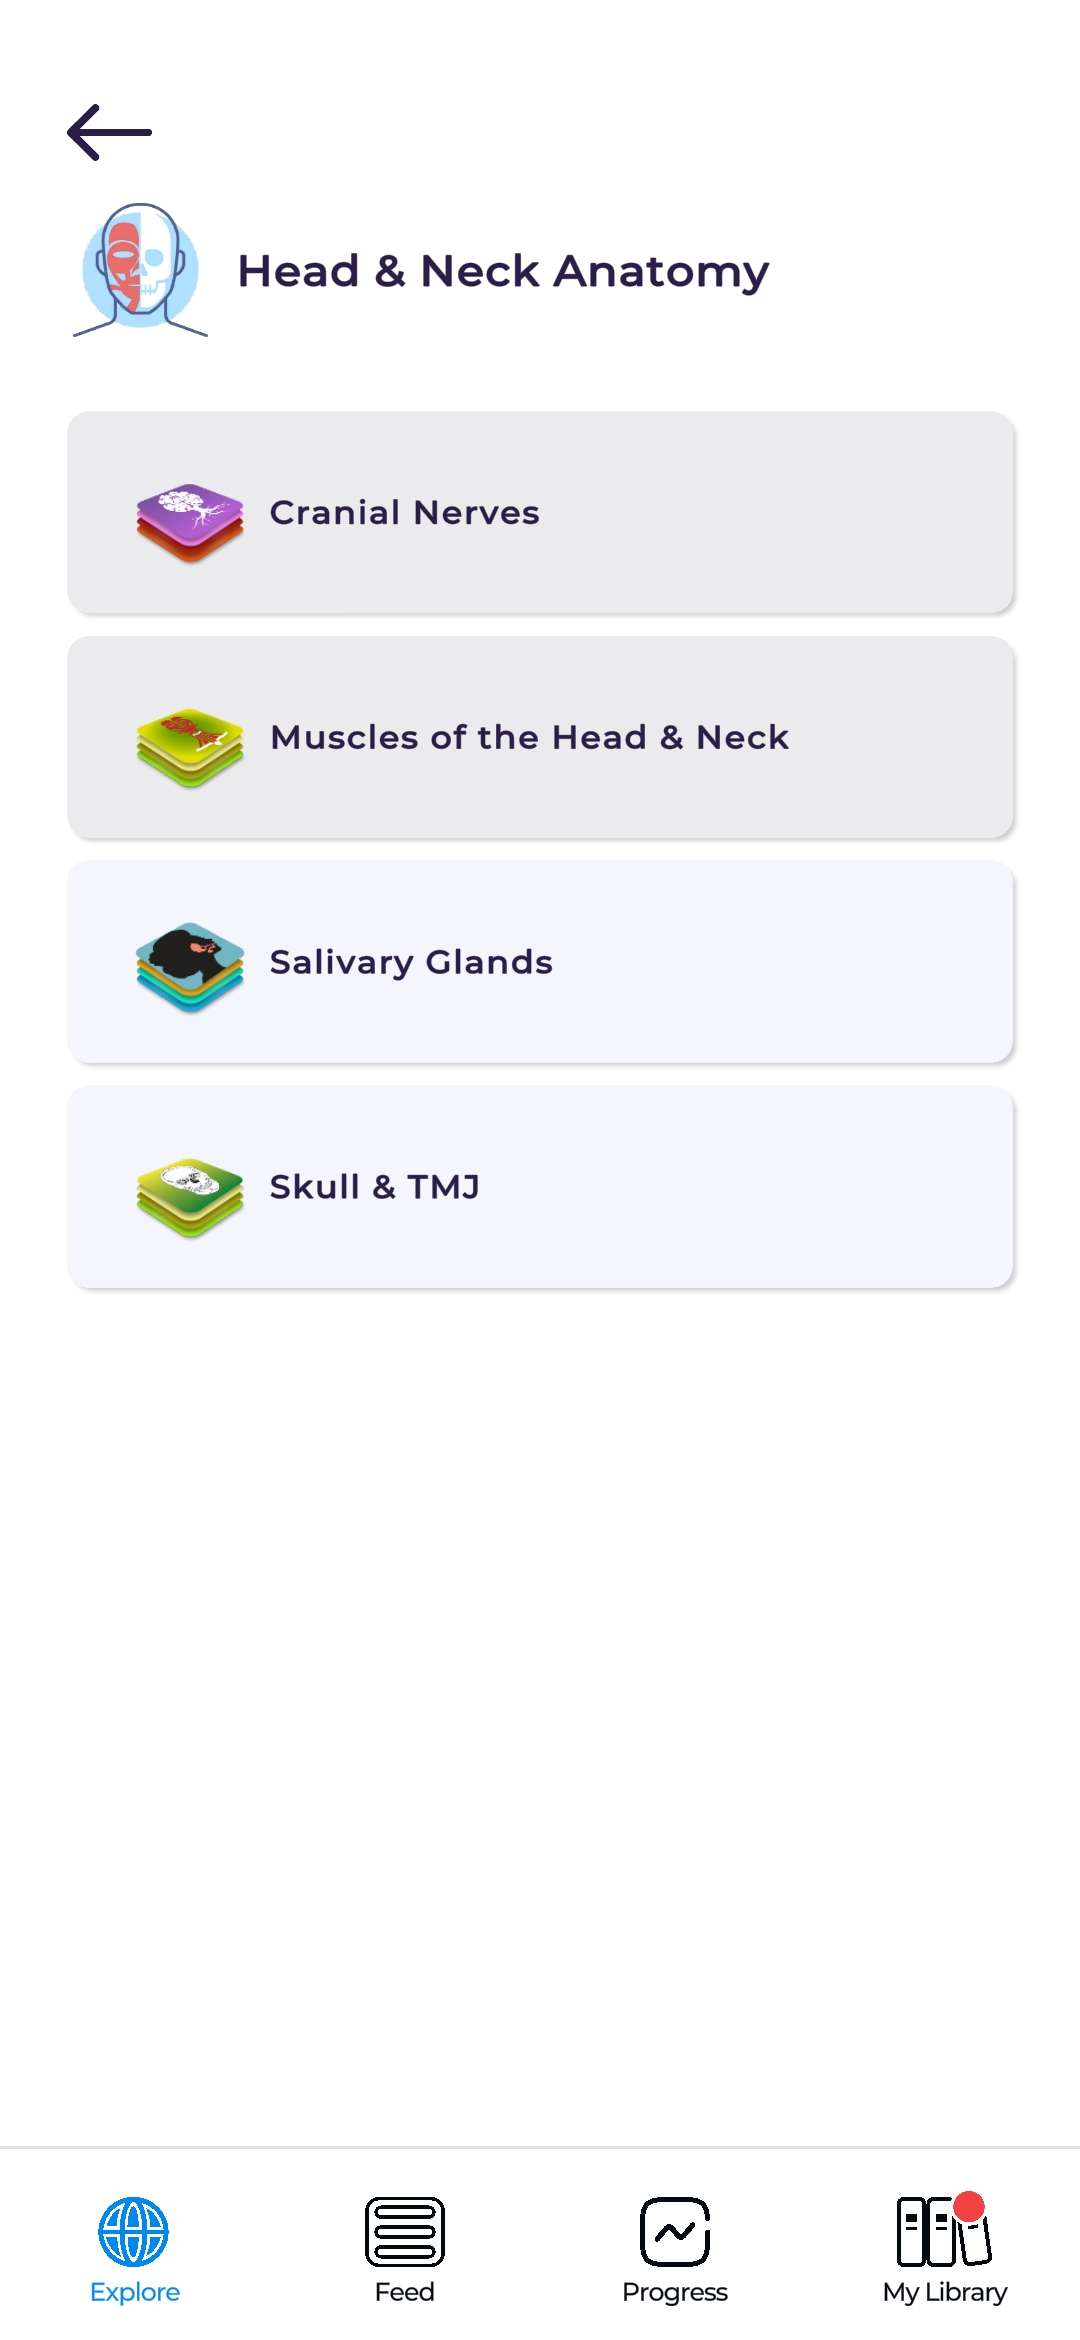 Head & Neck Anatomy
Cranial Nerves
Muscles of the Head & Neck
Salivary Glands
Skull & TMJ
Explore
Feed
Progress
My Library